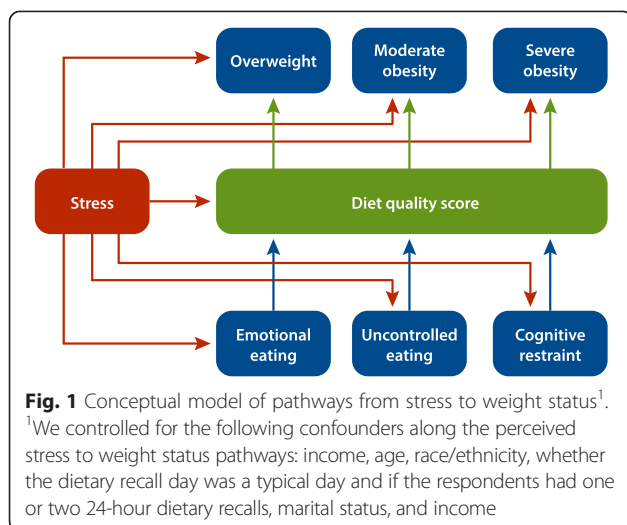 Overweight
Moderate
obesity
Severe
obesity
Stress
Diet quality score
Emotional
eating
Uncontrolled
eating
Cognitive
restraint
Fig. 1 Conceptual model of pathways from stress to weight status¹.
¹We controlled for the following confounders along the perceived
stress to weight status pathways: income, age, race/ethnicity, whether
the dietary recall day was a typical day and if the respondents had one
or two 24-hour dietary recalls, marital status, and income